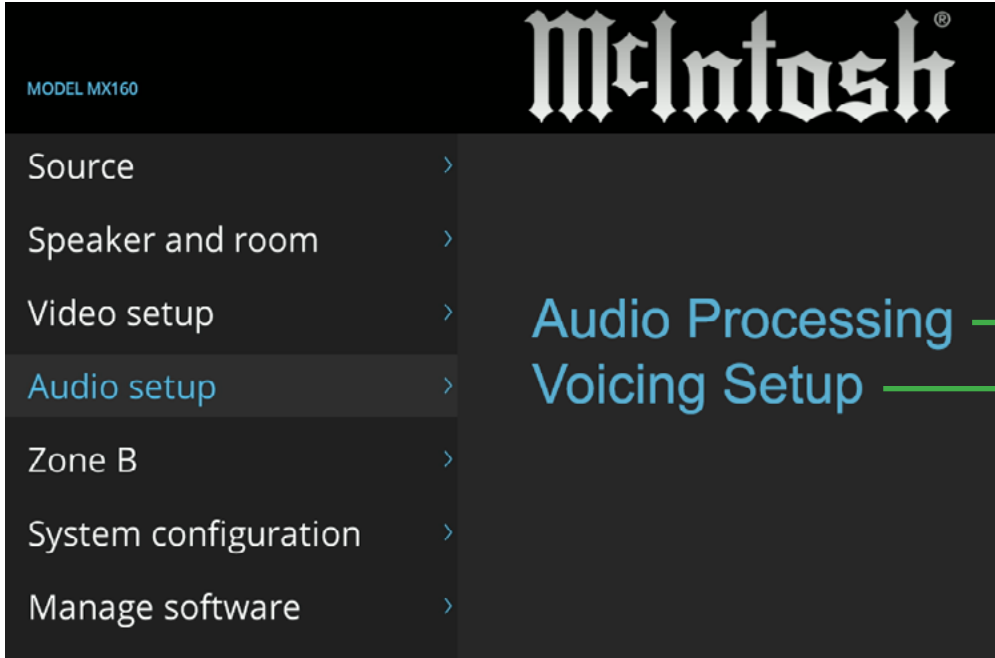 McIntosh®
MODEL MX160
Source
Speaker and room
Video setup
Audio setup
Zone B
System configuration
Manage software
Audio Processing
Voicing Setup